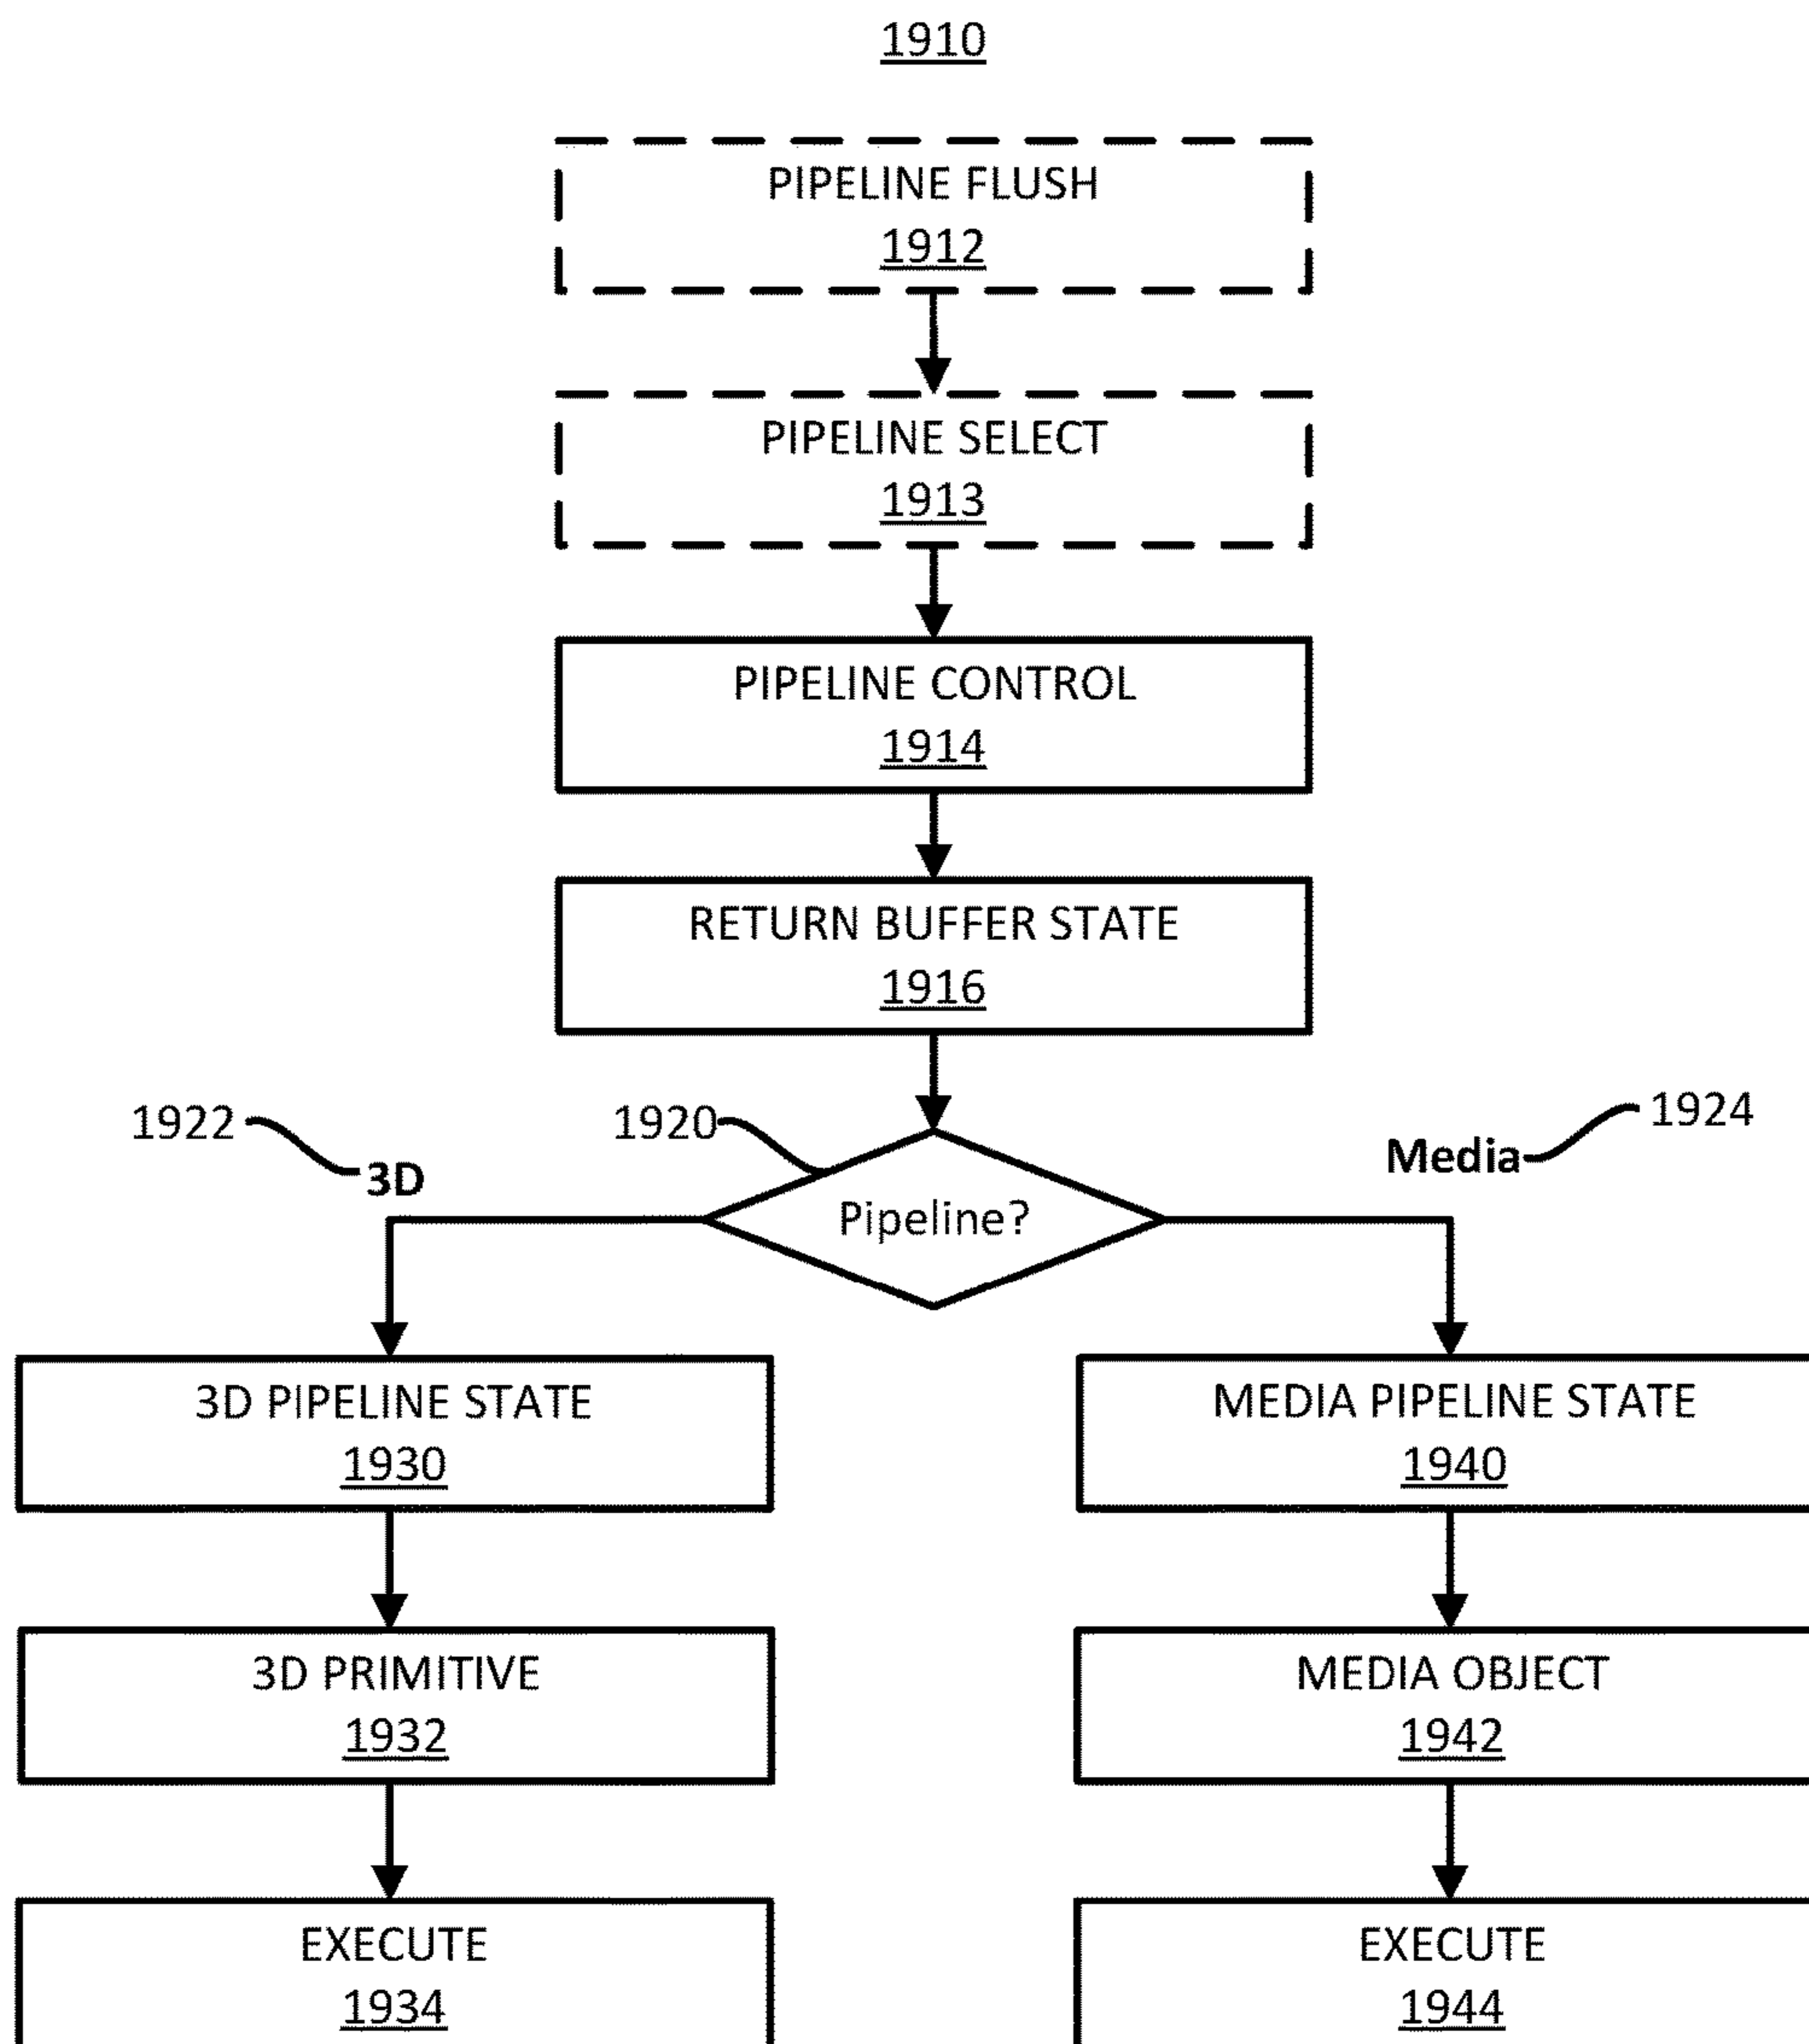 1910
PIPELINE FLUSH
1912
PIPELINE SELECT
1913
PIPELINE CONTROL
1914
RETURN BUFFER STATE
1916
1922
3D
1920
Pipeline?
Media
1924
3D PIPELINE STATE
1930
MEDIA PIPELINE STATE
1940
3D PRIMITIVE
1932
MEDIA OBJECT
1942
EXECUTE
1934
EXECUTE
1944